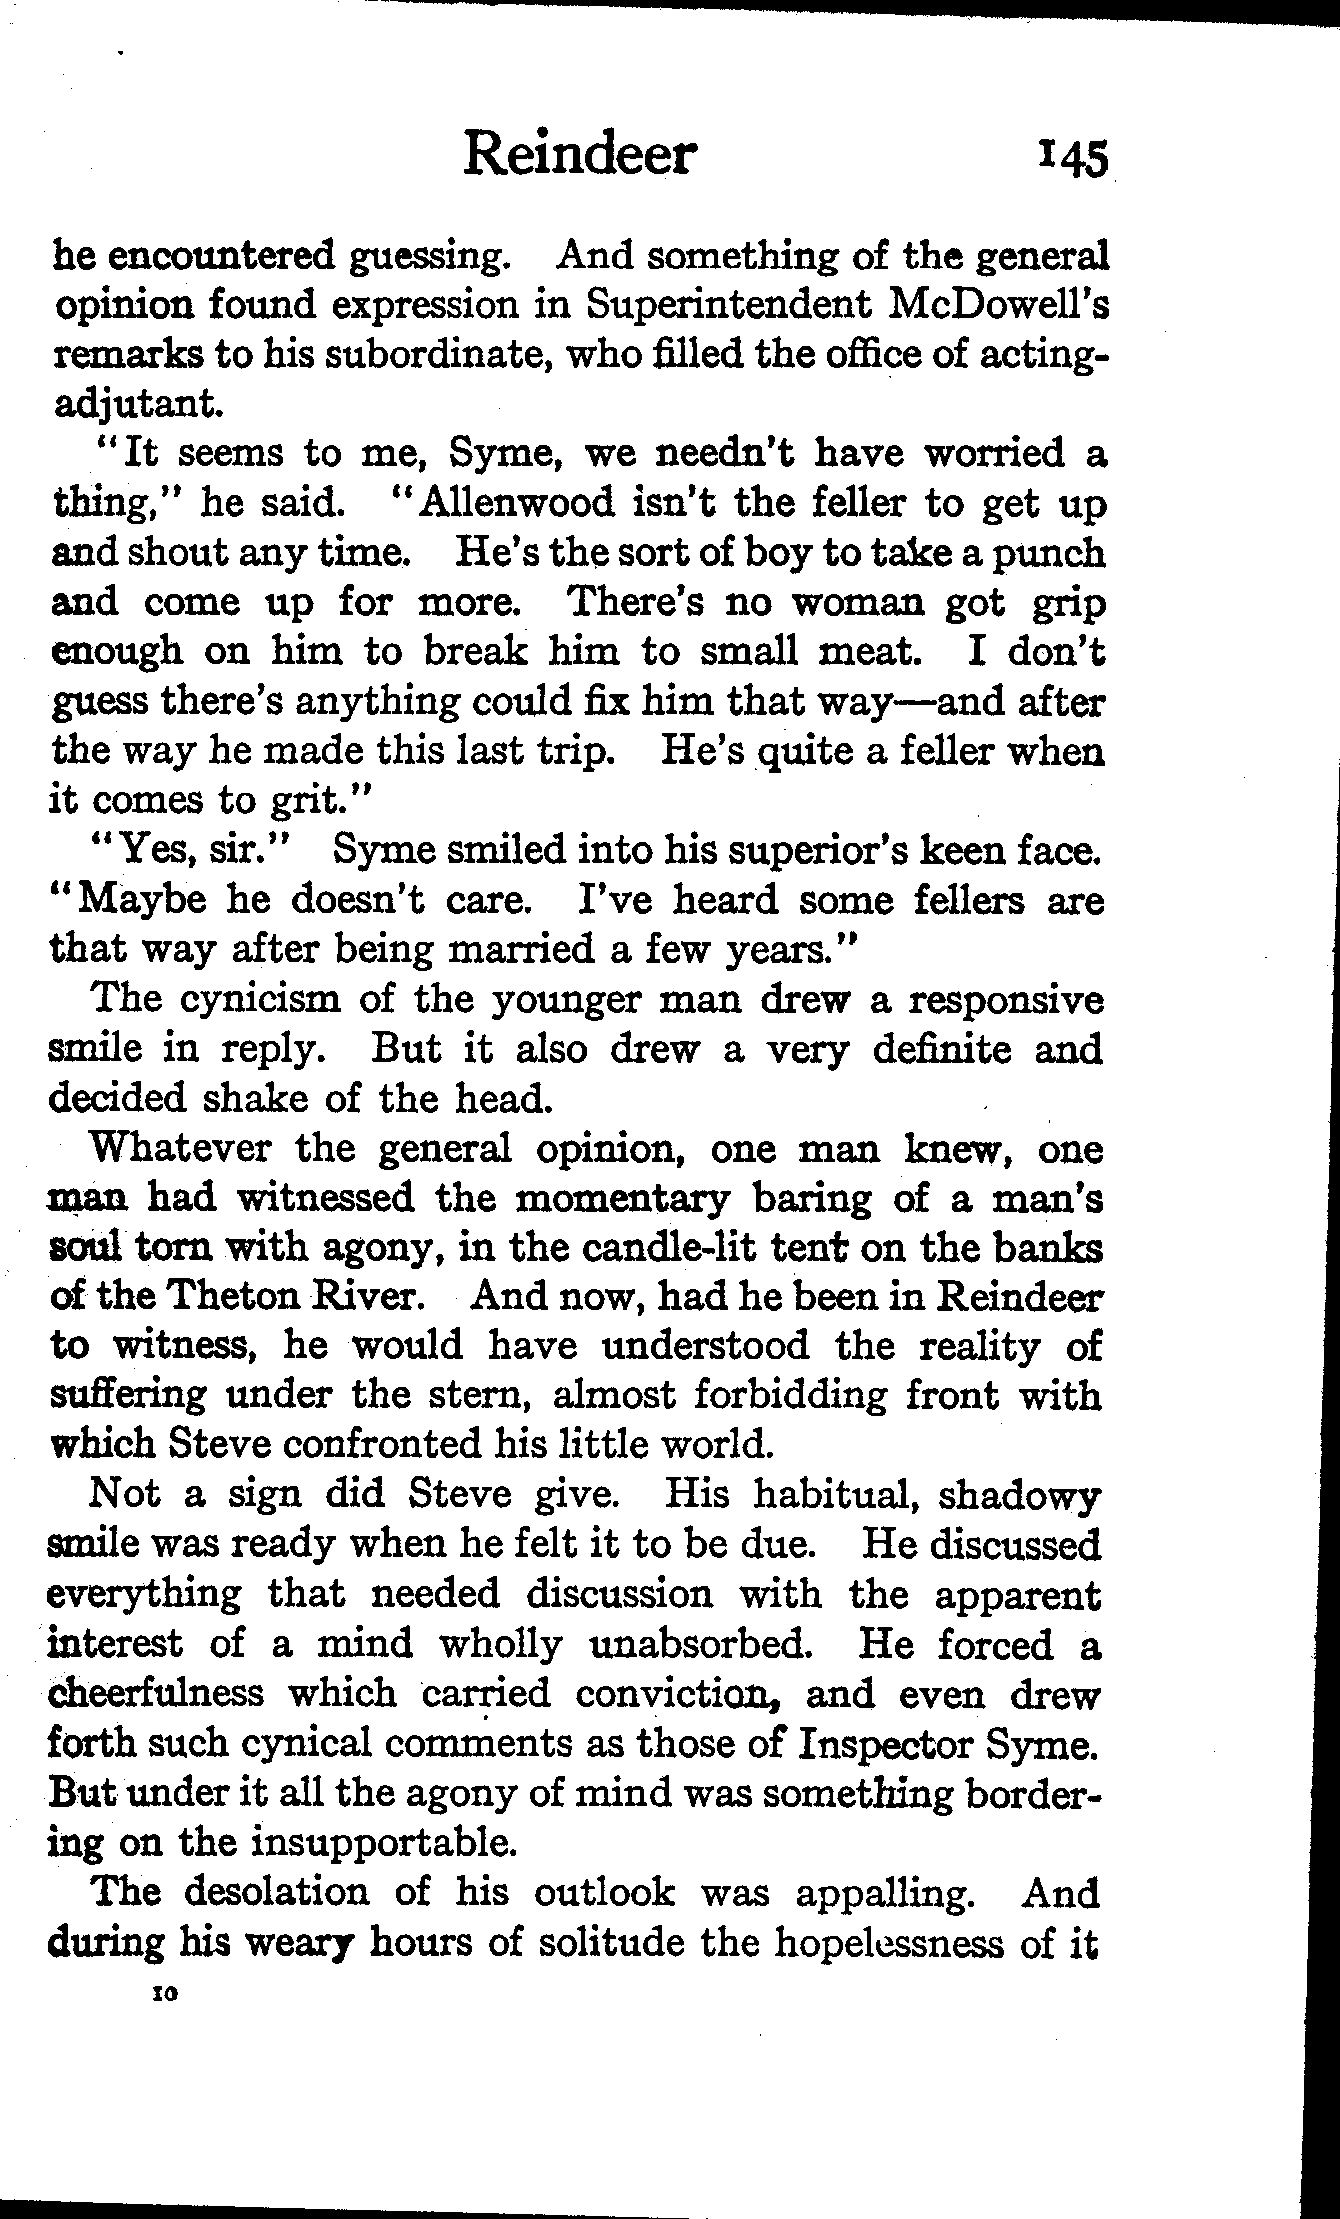 Reindeer 145
he encountered guessing. And something of the general
opinion found expression in Superintendent McDowell's
remarks to his subordinate, who filled the office of acting-
adjutant.
"It seems to me, Syme, we needn't have worried a
thing," he said. "Allenwood isn't the feller to get up
and shout any time. He's the sort of boy to take a punch
and come up for more. There's no woman got grip
enough on him to break him to small meat. I don't
guess there's anything could fix him that way—and after
the way he made this last trip. He's quite a feller when
it comes to grit."
"Yes, sir." Syme smiled into his superior's keen face.
"Maybe he doesn't care. I've heard some fellers are
that way after being married a few years."
The cynicism of the younger man drew a responsive
smile in reply. But it also drew a very definite and
decided shake of the head.
Whatever the general opinion, one man knew, one
man had witnessed the momentary baring of a man's
soul torn with agony, in the candle-lit tent on the banks
of the Theton River. And now, had he been in Reindeer
to witness, he would have understood the reality of
suffering under the stern, almost forbidding front with
which Steve confronted his little world.
Not a sign did Steve give. His habitual, shadowy
smile was ready when he felt it to be due. He discussed
everything that needed discussion with the apparent
interest of a mind wholly unabsorbed. He forced a
cheerfulness which carried conviction, and even drew
forth such cynical comments as those of Inspector Syme.
But under it all the agony of mind was something border-
ing on the insupportable.
The desolation of his outlook was appalling. And
during his weary hours of solitude the hopelessness of it
10